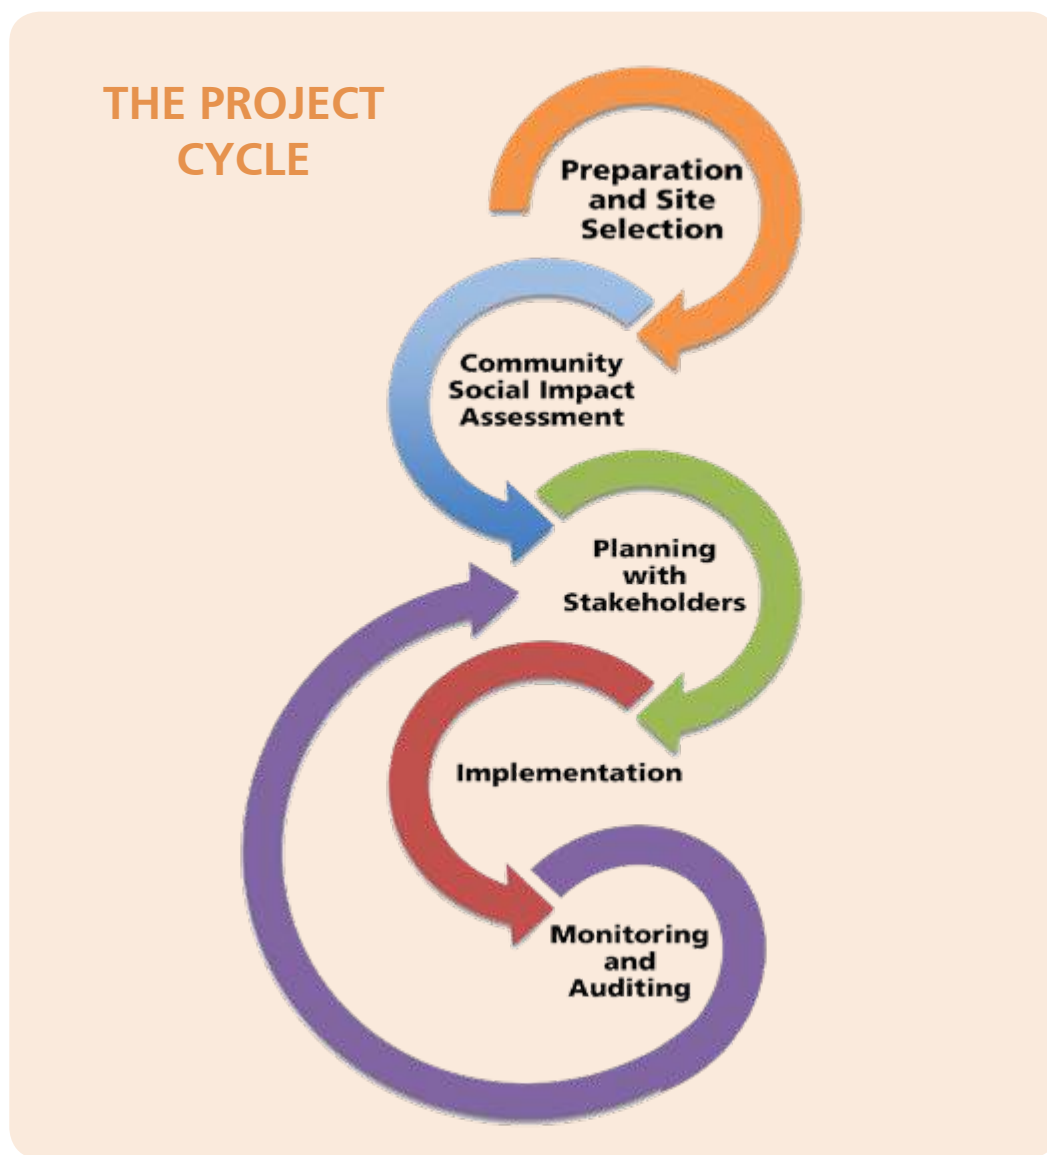 THE PROJECT
CYCLE
Preparation
and Site
Selection
Community
Social Impact
Assessment
Planning
with
Stakeholders
Implementation
Monitoring
and
Auditing